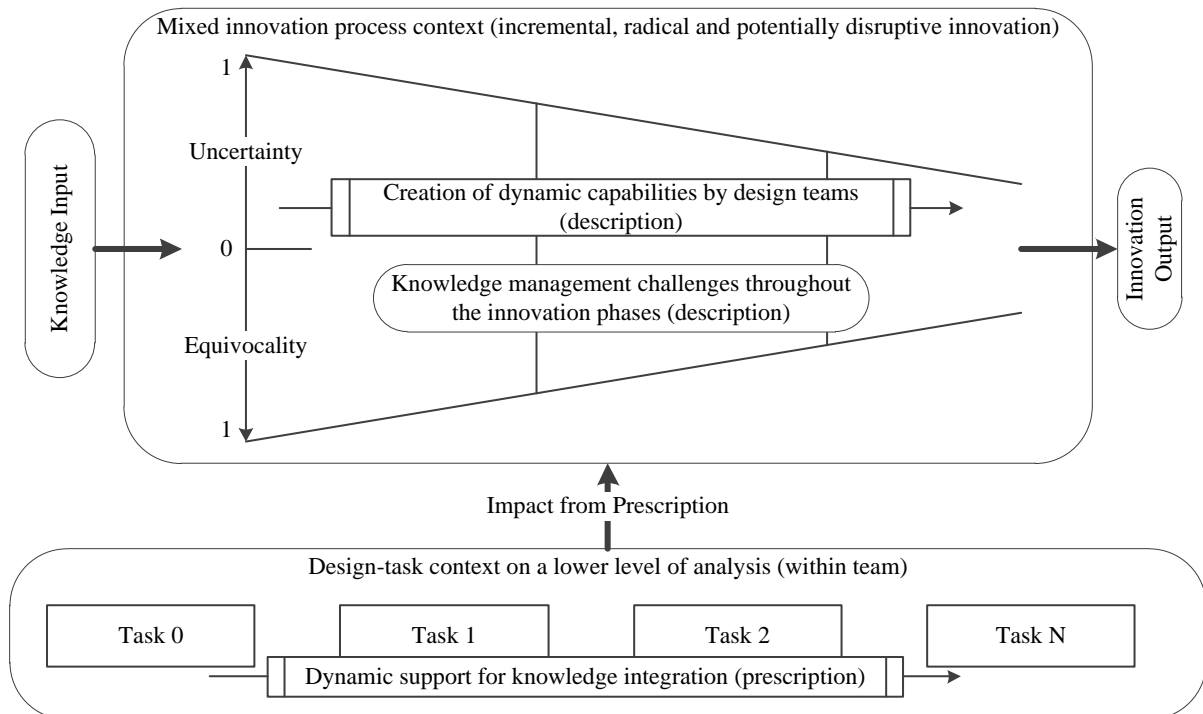 Mixed innovation process context (incremental, radical and potentially disruptive innovation)
1
Uncertainty
0
Equivocality
1
Knowledge Input
Creation of dynamic capabilities by design teams
(description)
Knowledge management challenges throughout
the innovation phases (description)
Innovation
Output
Impact from Prescription
Design-task context on a lower level of analysis (within team)
Task 0
Task 1
Task 2
Task N
Dynamic support for knowledge integration (prescription)